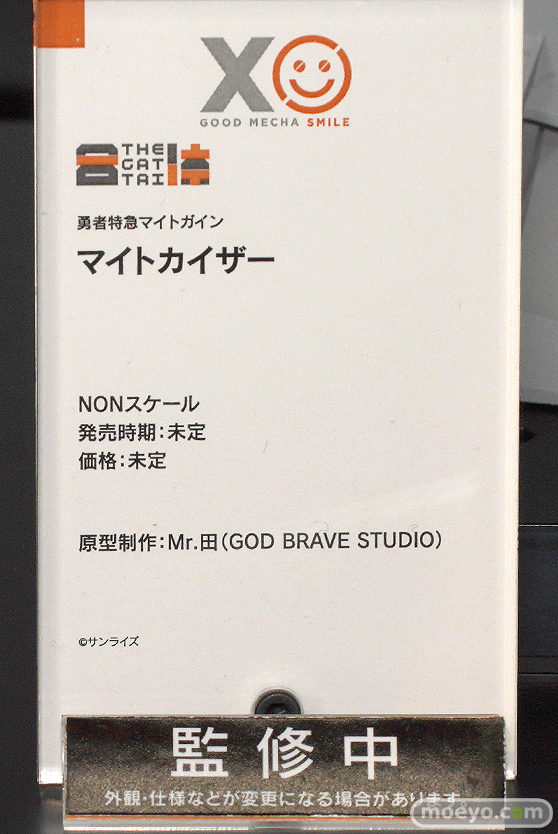 XO
GOOD MECHA SMILE
合体
THE
GAT
TAI
勇者特急マイトガイン
マイトカイザー
NONスケール
発売時期：未定
価格：未定
原型制作：Mr.田（GOD BRAVE STUDIO）
©サンライズ
監修中
外観・仕様などが変更になる場合があります。
moeyo.com